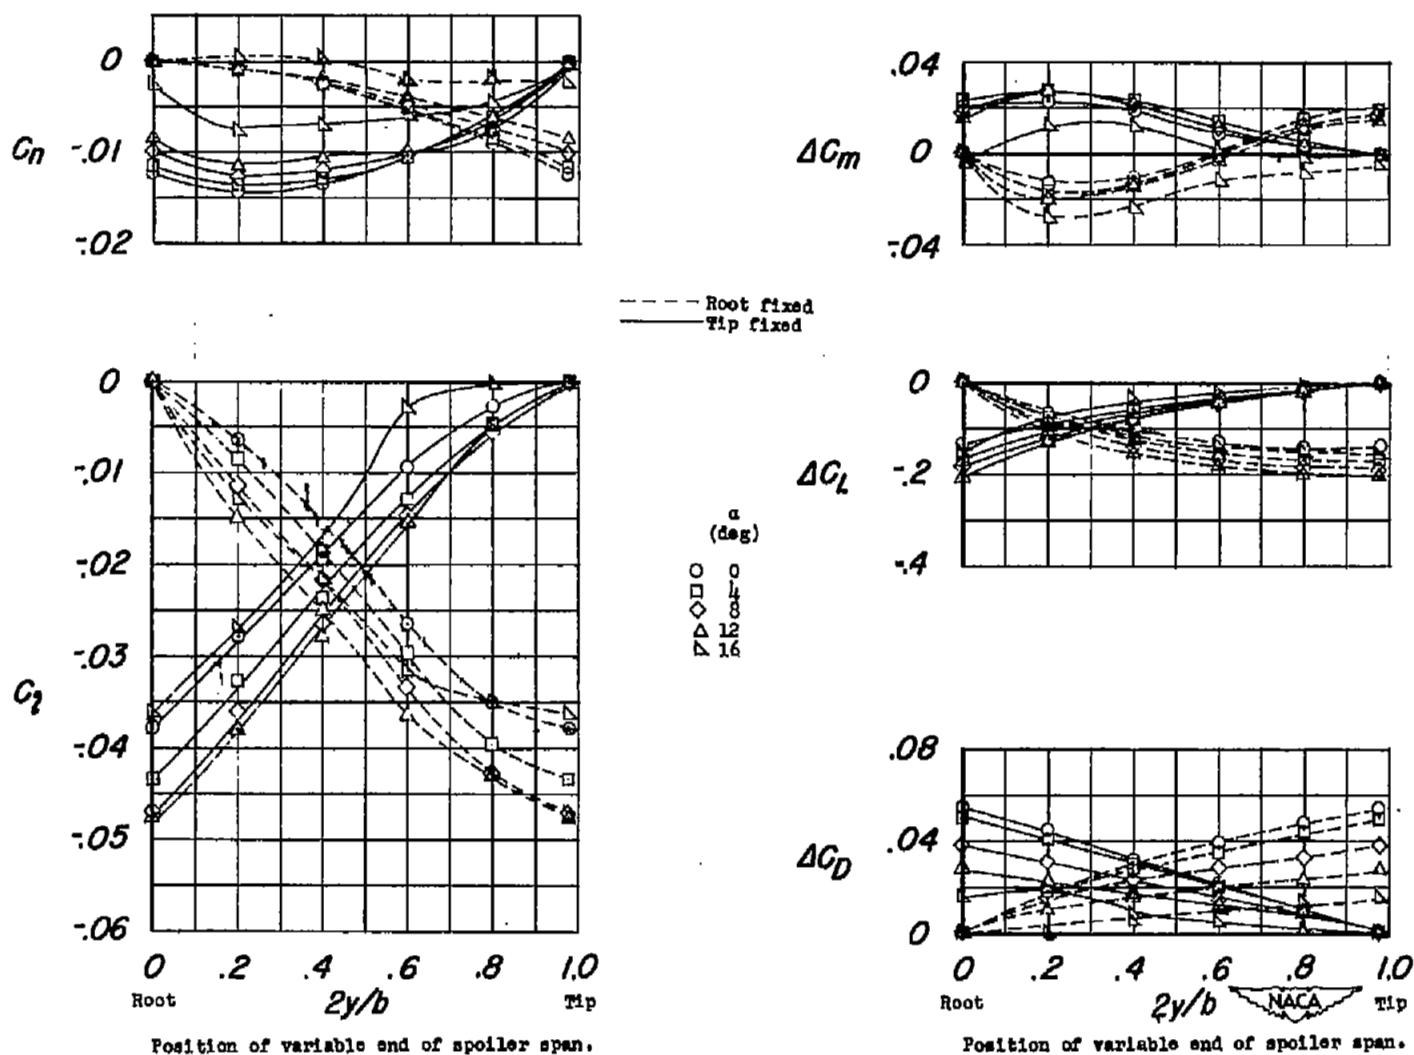 0
Cn -.01
-.02
.04
ΔCm 0
-.04
Root fixed
Tip fixed
0
-.01
-.02
-.03
Cl
-.04
-.05
-.06
0 .2 .4 .6 .8 1.0
Root 2y/b Tip
Position of variable end of spoiler span.
α
(deg)
0
4
8
12
16
0
ΔCL -.2
-.4
.08
.04
ΔCD
0
0 .2 .4 .6 .8 1.0
Root 2y/b NACA Tip
Position of variable end of spoiler span.